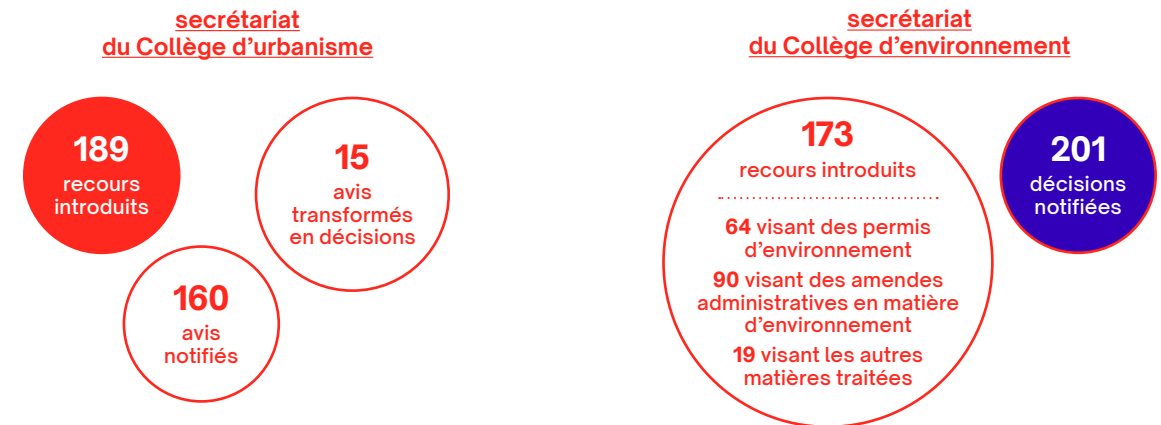 secrétariat
du Collège d’urbanisme
189
recours
introduits
15
avis
transformés
en décisions
160
avis
notifiés
secrétariat
du Collège d’environnement
173
recours introduits
64 visant des permis
d’environnement
90 visant des amendes
administratives en matière
d’environnement
19 visant les autres
matières traitées
201
décisions
notifiées